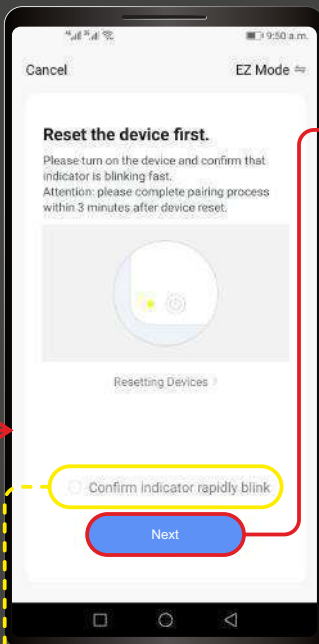 9:50 a.m.
Cancel
EZ Mode
Reset the device first.
Please turn on the device and confirm that
indicator is blinking fast.
Attention: please complete pairing process
within 3 minutes after device reset.
Resetting Devices
Confirm indicator rapidly blink
Next